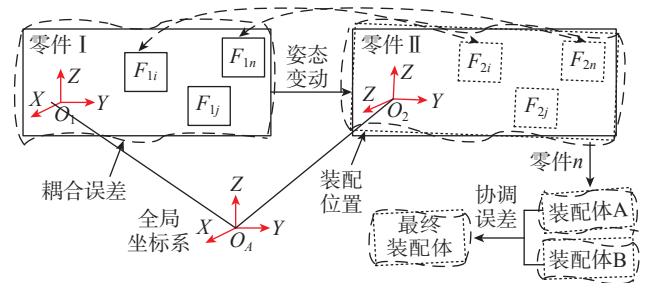 零件Ⅰ
F1i
F1n
F1j
Z
X
Y
O1
姿态
变动
零件Ⅱ
F2i
F2n
F2j
Z
Z
Y
O2
耦合误差
装配
位置
零件n
全局
坐标系
Z
X
Y
OA
协调
误差
最终
装配体
装配体A
装配体B